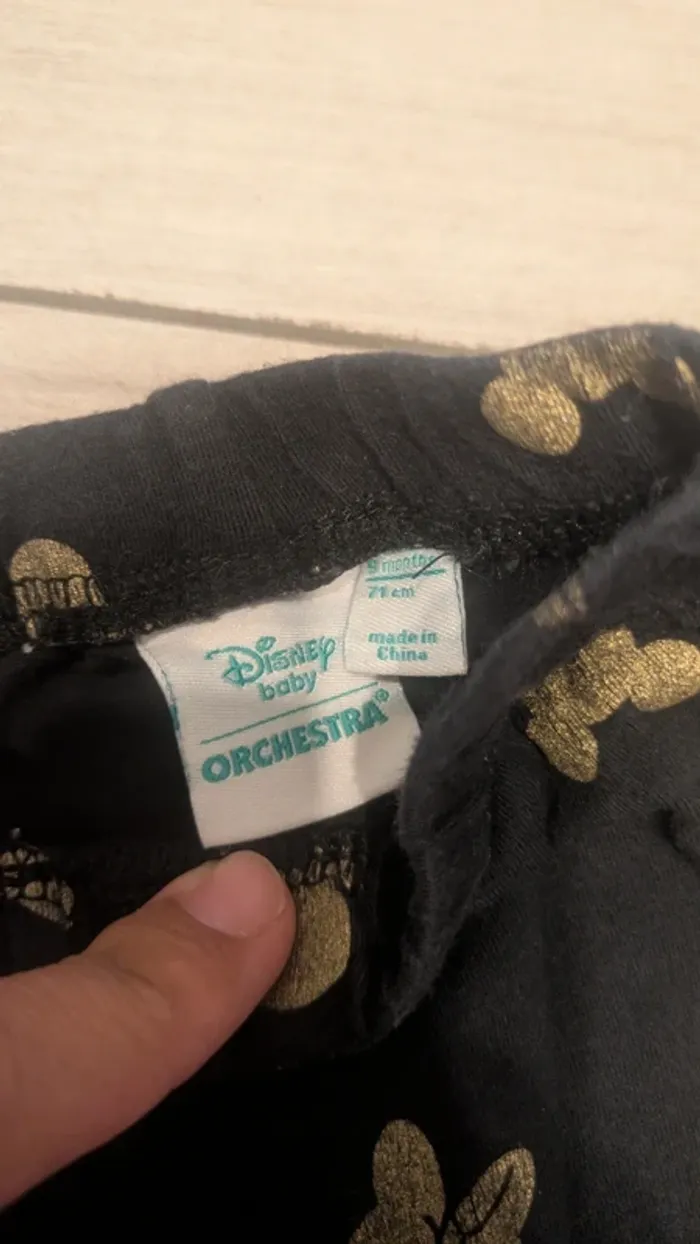 9 months
71 cm
made in
China
Disney
baby
ORCHESTRA®